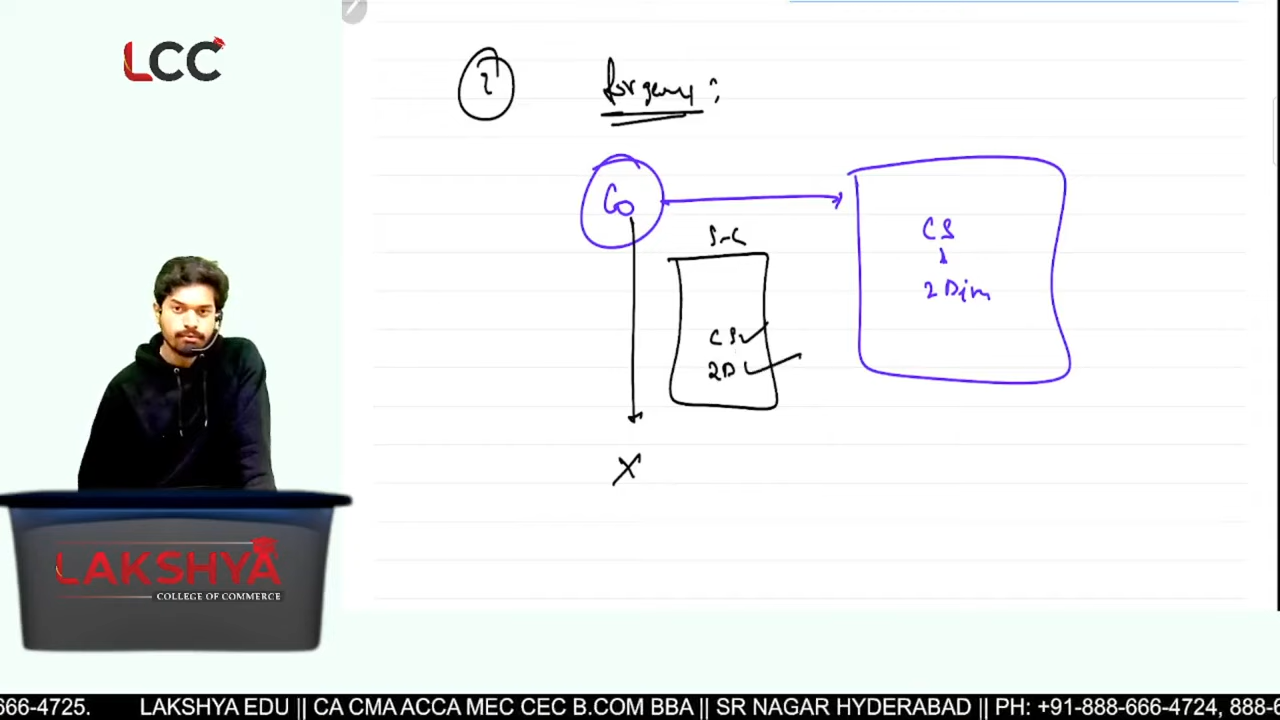 LCC
2
forgery :
Co
S-C
CS
2 Dir
CS
2D
X
LAKSHYA
COLLEGE OF COMMERCE
666-4725. LAKSHYA EDU || CA CMA ACCA MEC CEC B.COM BBA || SR NAGAR HYDERABAD || PH: +91-888-666-4724, 888-6